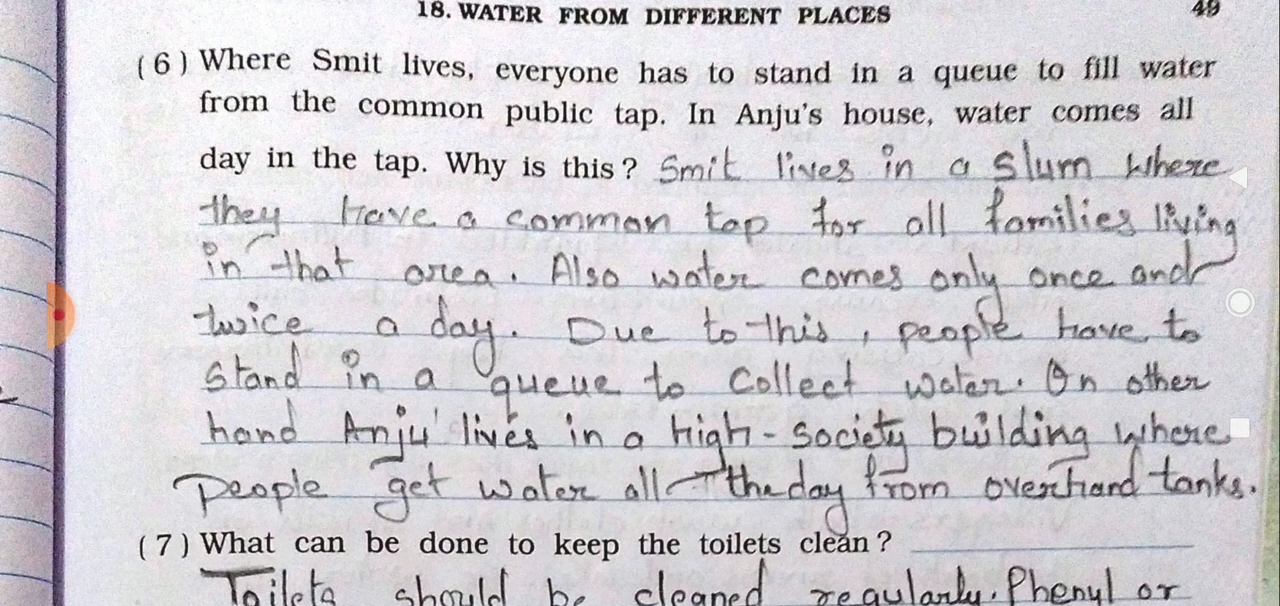 18. WATER FROM DIFFERENT PLACES 49
(6) Where Smit lives, everyone has to stand in a queue to fill water
from the common public tap. In Anju's house, water comes all
day in the tap. Why is this? Smit lives in a slum where
they have a common tap for all families living
in that area. Also water comes only once and
twice a day. Due to this, people have to
stand in a queue to collect water. On other
hand Anju lives in a high-society building where
people get water all the day from overhand tanks.
(7) What can be done to keep the toilets clean?
Toilets should be cleaned regularly. Phenyl or